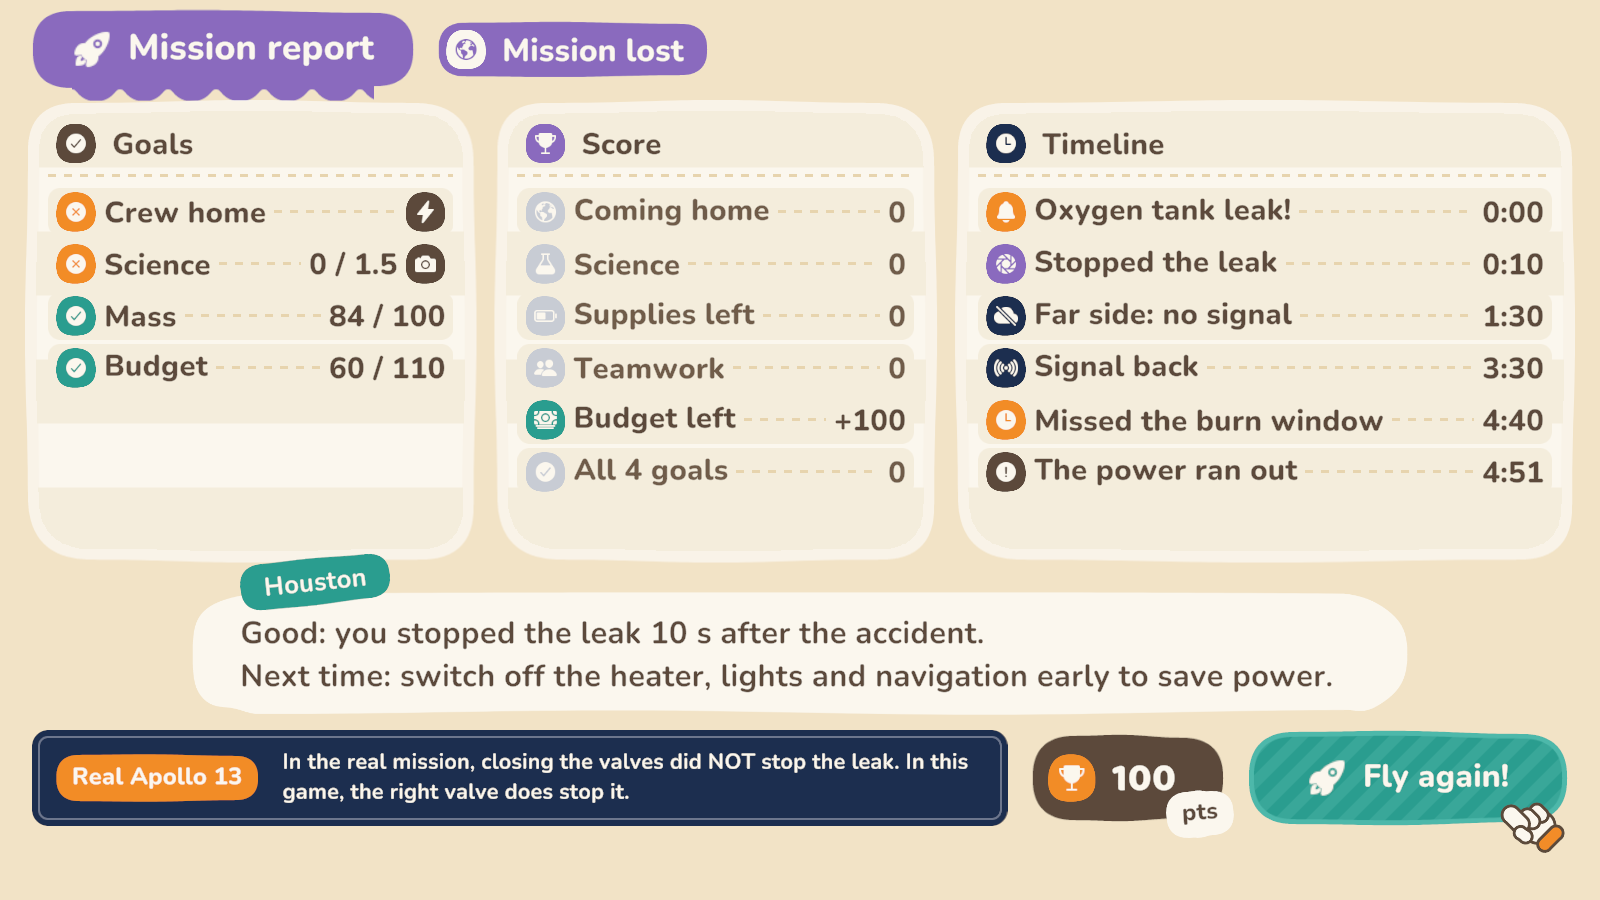 Mission report
Mission lost
Goals
Crew home
Science 0 / 1.5
Mass 84 / 100
Budget 60 / 110
Score
Coming home 0
Science 0
Supplies left 0
Teamwork 0
Budget left +100
All 4 goals 0
Timeline
Oxygen tank leak! 0:00
Stopped the leak 0:10
Far side: no signal 1:30
Signal back 3:30
Missed the burn window 4:40
The power ran out 4:51
Houston
Good: you stopped the leak 10 s after the accident.
Next time: switch off the heater, lights and navigation early to save power.
Real Apollo 13
In the real mission, closing the valves did NOT stop the leak. In this
game, the right valve does stop it.
100
pts
Fly again!